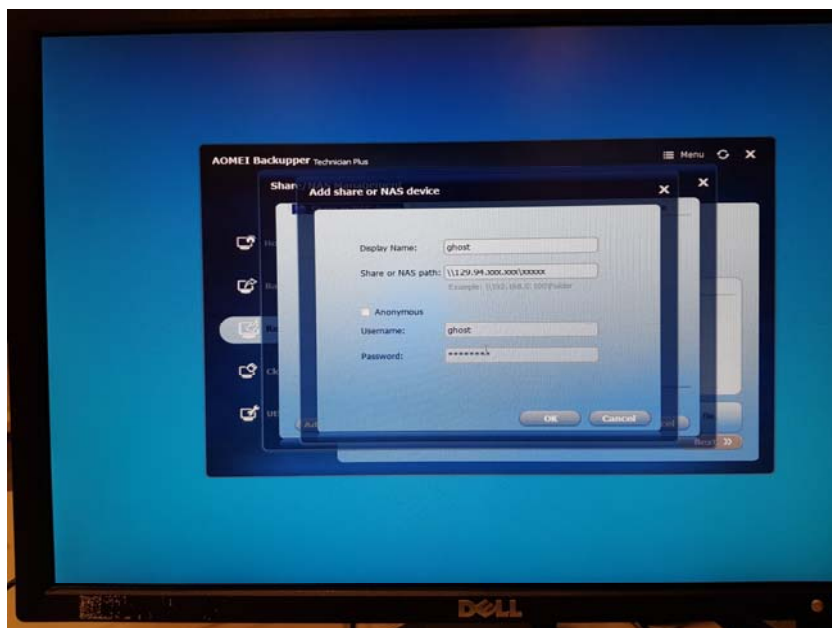 AOMEI Backupper Technician Plus
Menu
Add share or NAS device
Display Name: ghost
Share or NAS path: \\129.94.xxx.xxx\xxxxx
Example: \\192.168.0.100\folder
Anonymous
Username: ghost
Password: ********
OK Cancel
Next
DELL